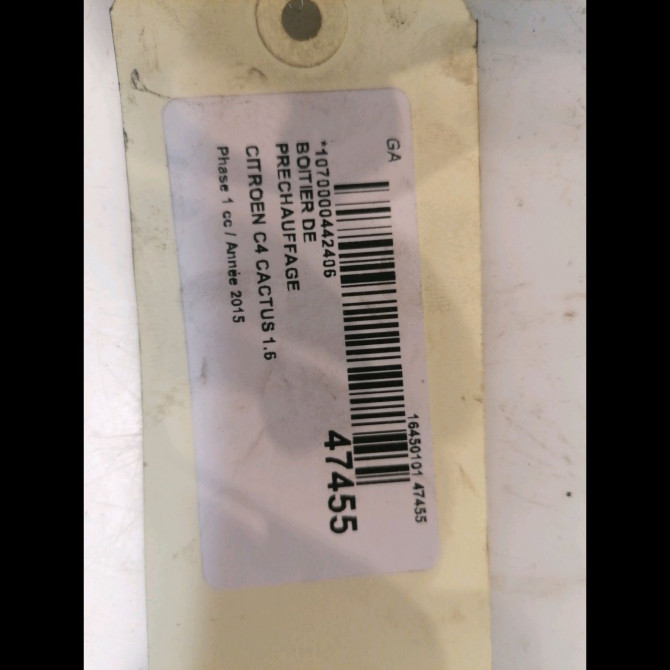 GA
16450101 47455
*1070000442406
BOITIER DE
PRECHAUFFAGE
47455
CITROEN C4 CACTUS 1.6
Phase 1 cc / Année 2015